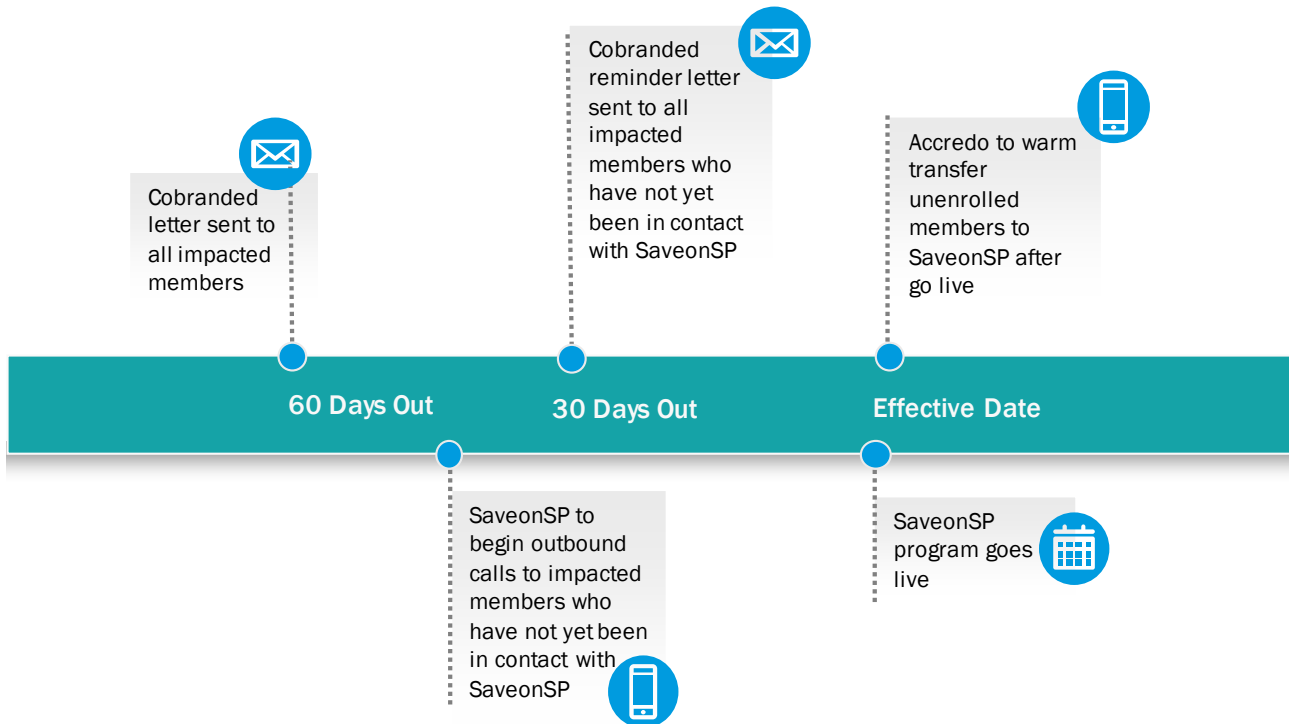 Cobranded
letter sent to
all impacted
members
Cobranded
reminder letter
sent to all
impacted
members who
have not yet
been in contact
with SaveonSP
Accredo to warm
transfer
unenrolled
members to
SaveonSP after
go live
60 Days Out
30 Days Out
Effective Date
SaveonSP to
begin outbound
calls to impacted
members who
have not yet been
in contact with
SaveonSP
SaveonSP
program goes
live